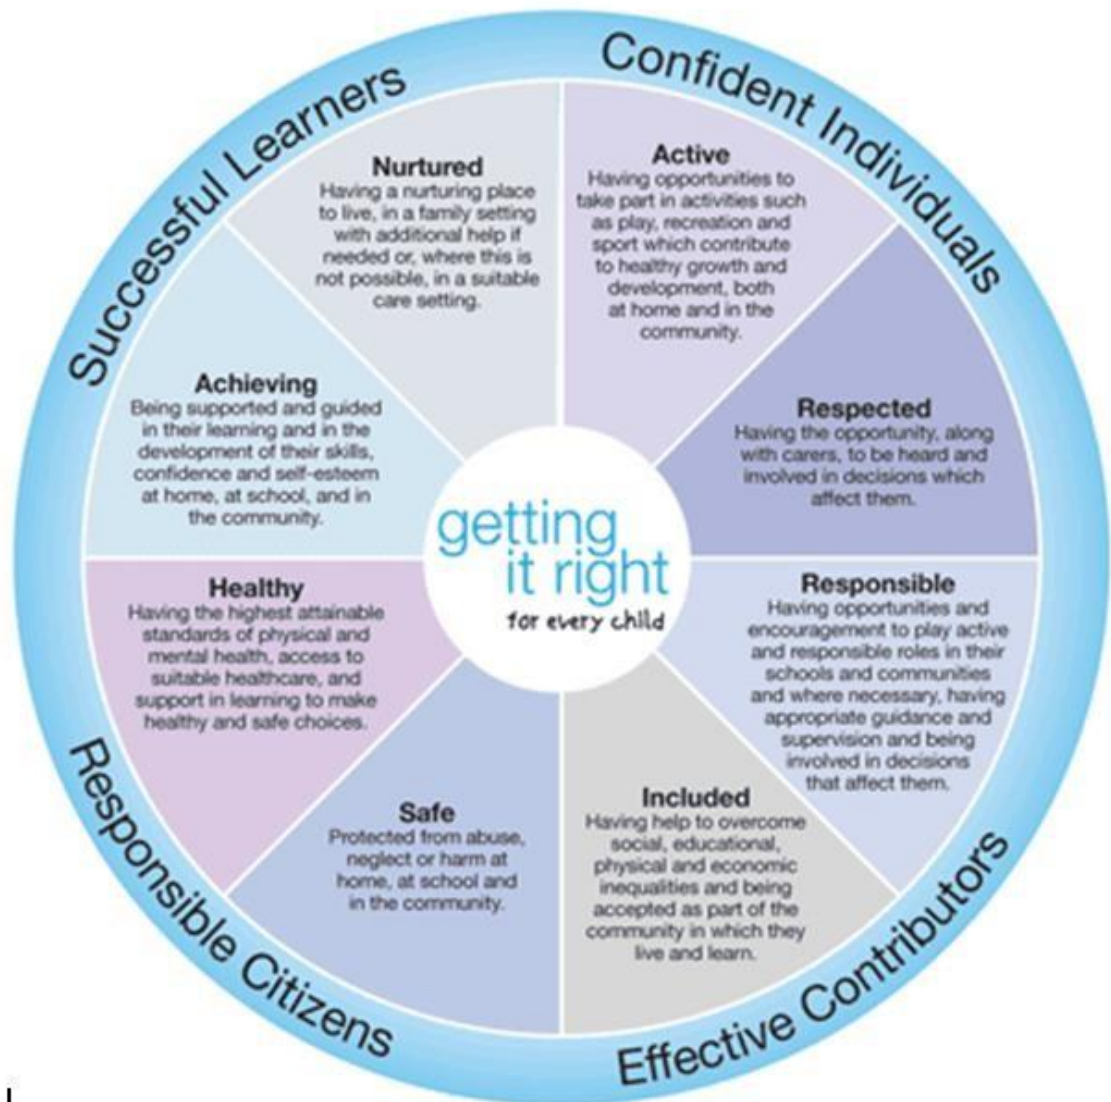 Successful Learners
Confident Individuals
Nurtured
Having a nurturing place
to live, in a family setting
with additional help if
needed or, where this is
not possible, in a suitable
care setting.
Active
Having opportunities to
take part in activities such
as play, recreation and
sport which contribute
to healthy growth and
development, both
at home and in the
community.
Achieving
Being supported and guided
in their learning and in the
development of their skills,
confidence and self-esteem
at home, at school, and in
the community.
Respected
Having the opportunity, along
with carers, to be heard and
involved in decisions which
affect them.
getting
it right
for every child
Healthy
Having the highest attainable
standards of physical and
mental health, access to
suitable healthcare, and
support in learning to make
healthy and safe choices.
Responsible
Having opportunities and
encouragement to play active
and responsible roles in their
schools and communities
and where necessary, having
appropriate guidance and
supervision and being
involved in decisions
that affect them.
Safe
Protected from abuse,
neglect or harm at
home, at school and
in the community.
Included
Having help to overcome
social, educational,
physical and economic
inequalities and being
accepted as part of the
community in which they
live and learn.
Responsible Citizens
Effective Contributors